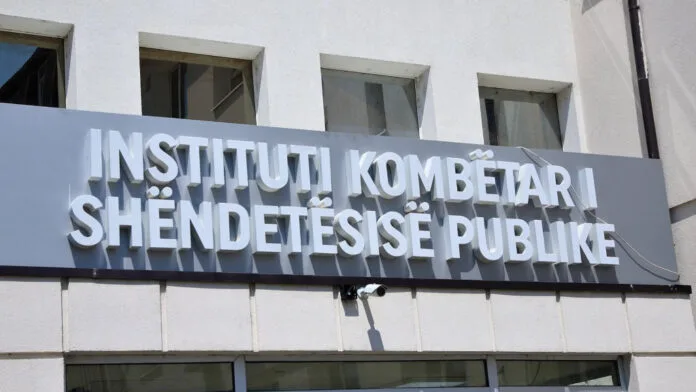 INSTITUTI KOMBËTAR I
SHËNDETËSISË PUBLIKE